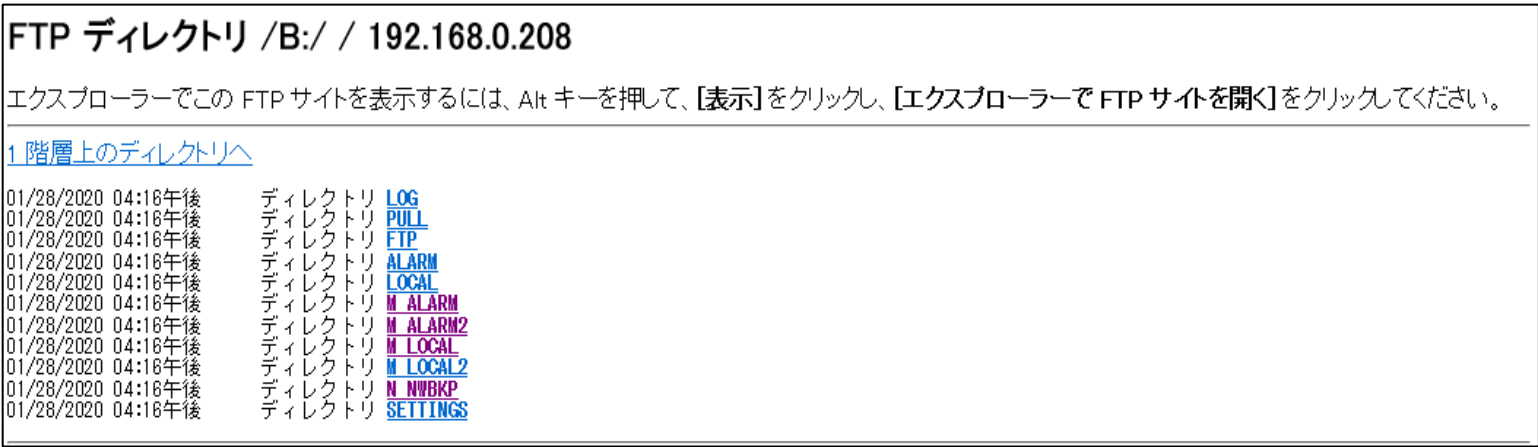 FTP ディレクトリ /B:/ / 192.168.0.208
エクスプローラーでこの FTP サイトを表示するには、Alt キーを押して、[表示] をクリックし、[エクスプローラーで FTP サイトを開く] をクリックしてください。
1 階層上のディレクトリへ
01/28/2020 04:16午後 ディレクトリ LOG
01/28/2020 04:16午後 ディレクトリ PULL
01/28/2020 04:16午後 ディレクトリ FTP
01/28/2020 04:16午後 ディレクトリ ALARM
01/28/2020 04:16午後 ディレクトリ LOCAL
01/28/2020 04:16午後 ディレクトリ M_ALARM
01/28/2020 04:16午後 ディレクトリ M_ALARM2
01/28/2020 04:16午後 ディレクトリ M_LOCAL
01/28/2020 04:16午後 ディレクトリ M_LOCAL2
01/28/2020 04:16午後 ディレクトリ N_NWBKP
01/28/2020 04:16午後 ディレクトリ SETTINGS